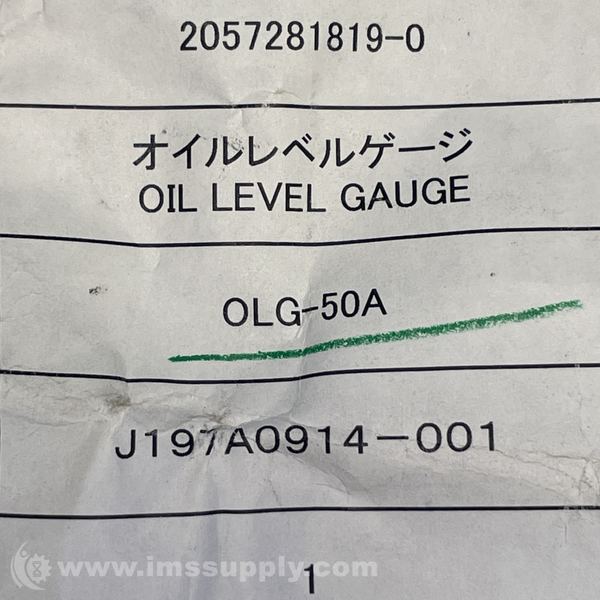 2057281819-0
オイルレベルゲージ
OIL LEVEL GAUGE
OLG-50A
J197A0914-001
1
www.imssupply.com